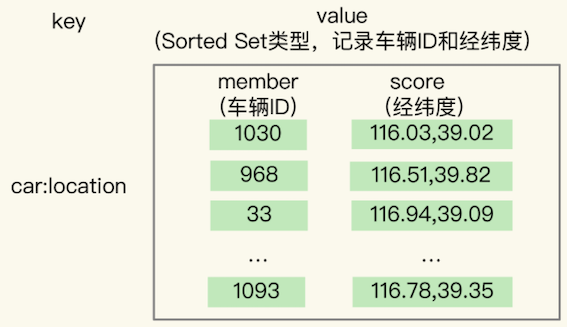 key
value
（Sorted Set类型，记录车辆ID和经纬度）
member score
（车辆ID） （经纬度）
1030 116.03,39.02
968 116.51,39.82
car:location
33 116.94,39.09
... ...
1093 116.78,39.35